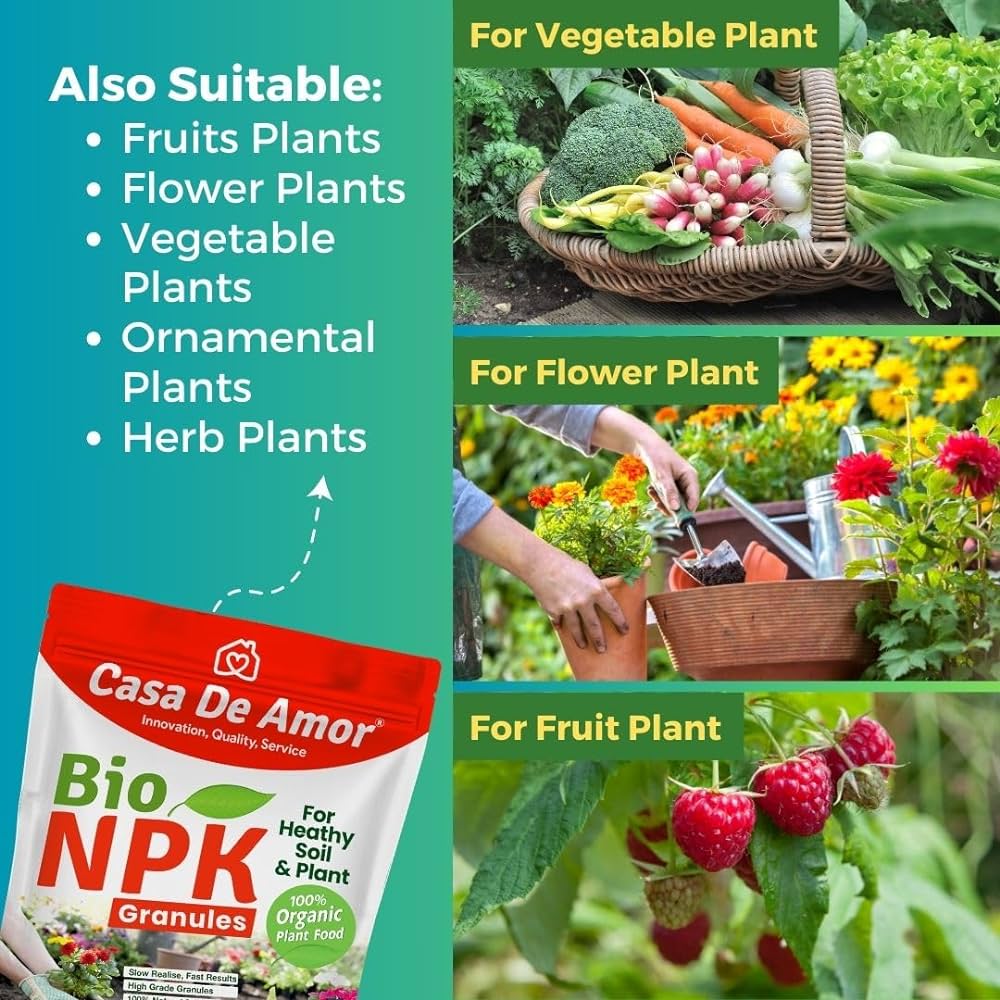 Also Suitable:
• Fruits Plants
• Flower Plants
• Vegetable
Plants
• Ornamental
Plants
• Herb Plants
Casa De Amor®
Innovation, Quality, Service
Bio
NPK
Granules
For
Heathy
Soil
& Plant
100%
Organic
Plant Food
Slow Realise, Fast Results
High Grade Granules
For Vegetable Plant
For Flower Plant
For Fruit Plant